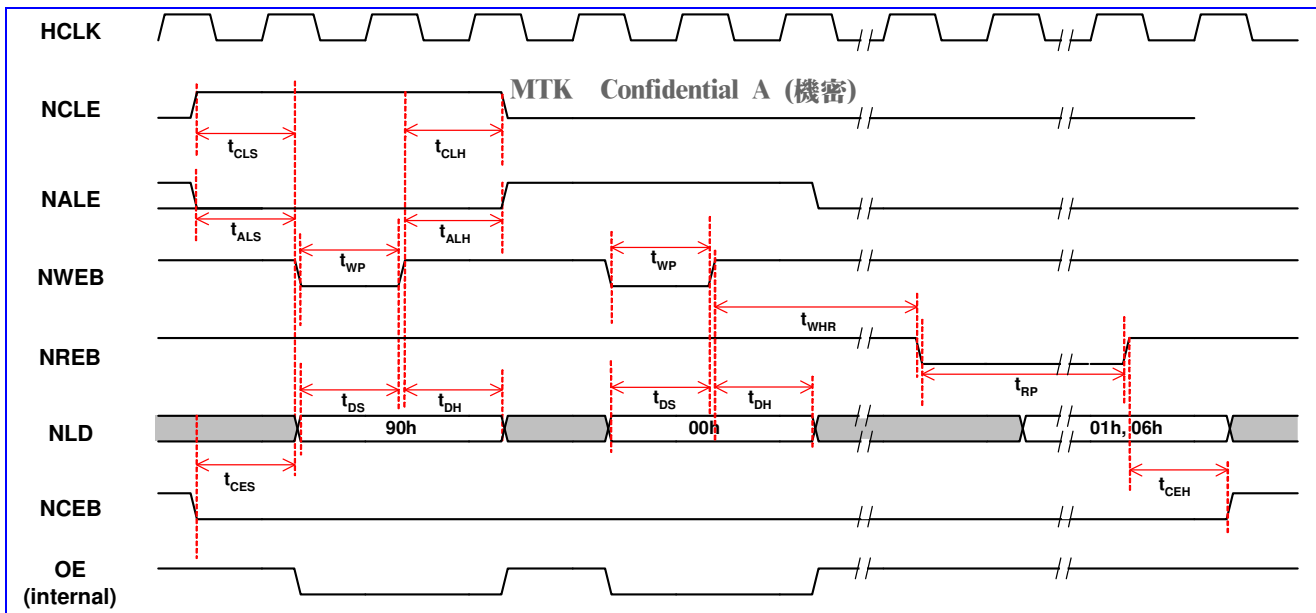 HCLK
MTK Confidential A (機密)
NCLE
tCLS
tCLH
NALE
tALS
tALH
tWP
tWP
NWEB
tWHR
NREB
tRP
tDS
tDH
tDS
tDH
NLD
90h
00h
01h, 06h
tCES
tCEH
NCEB
OE
(internal)